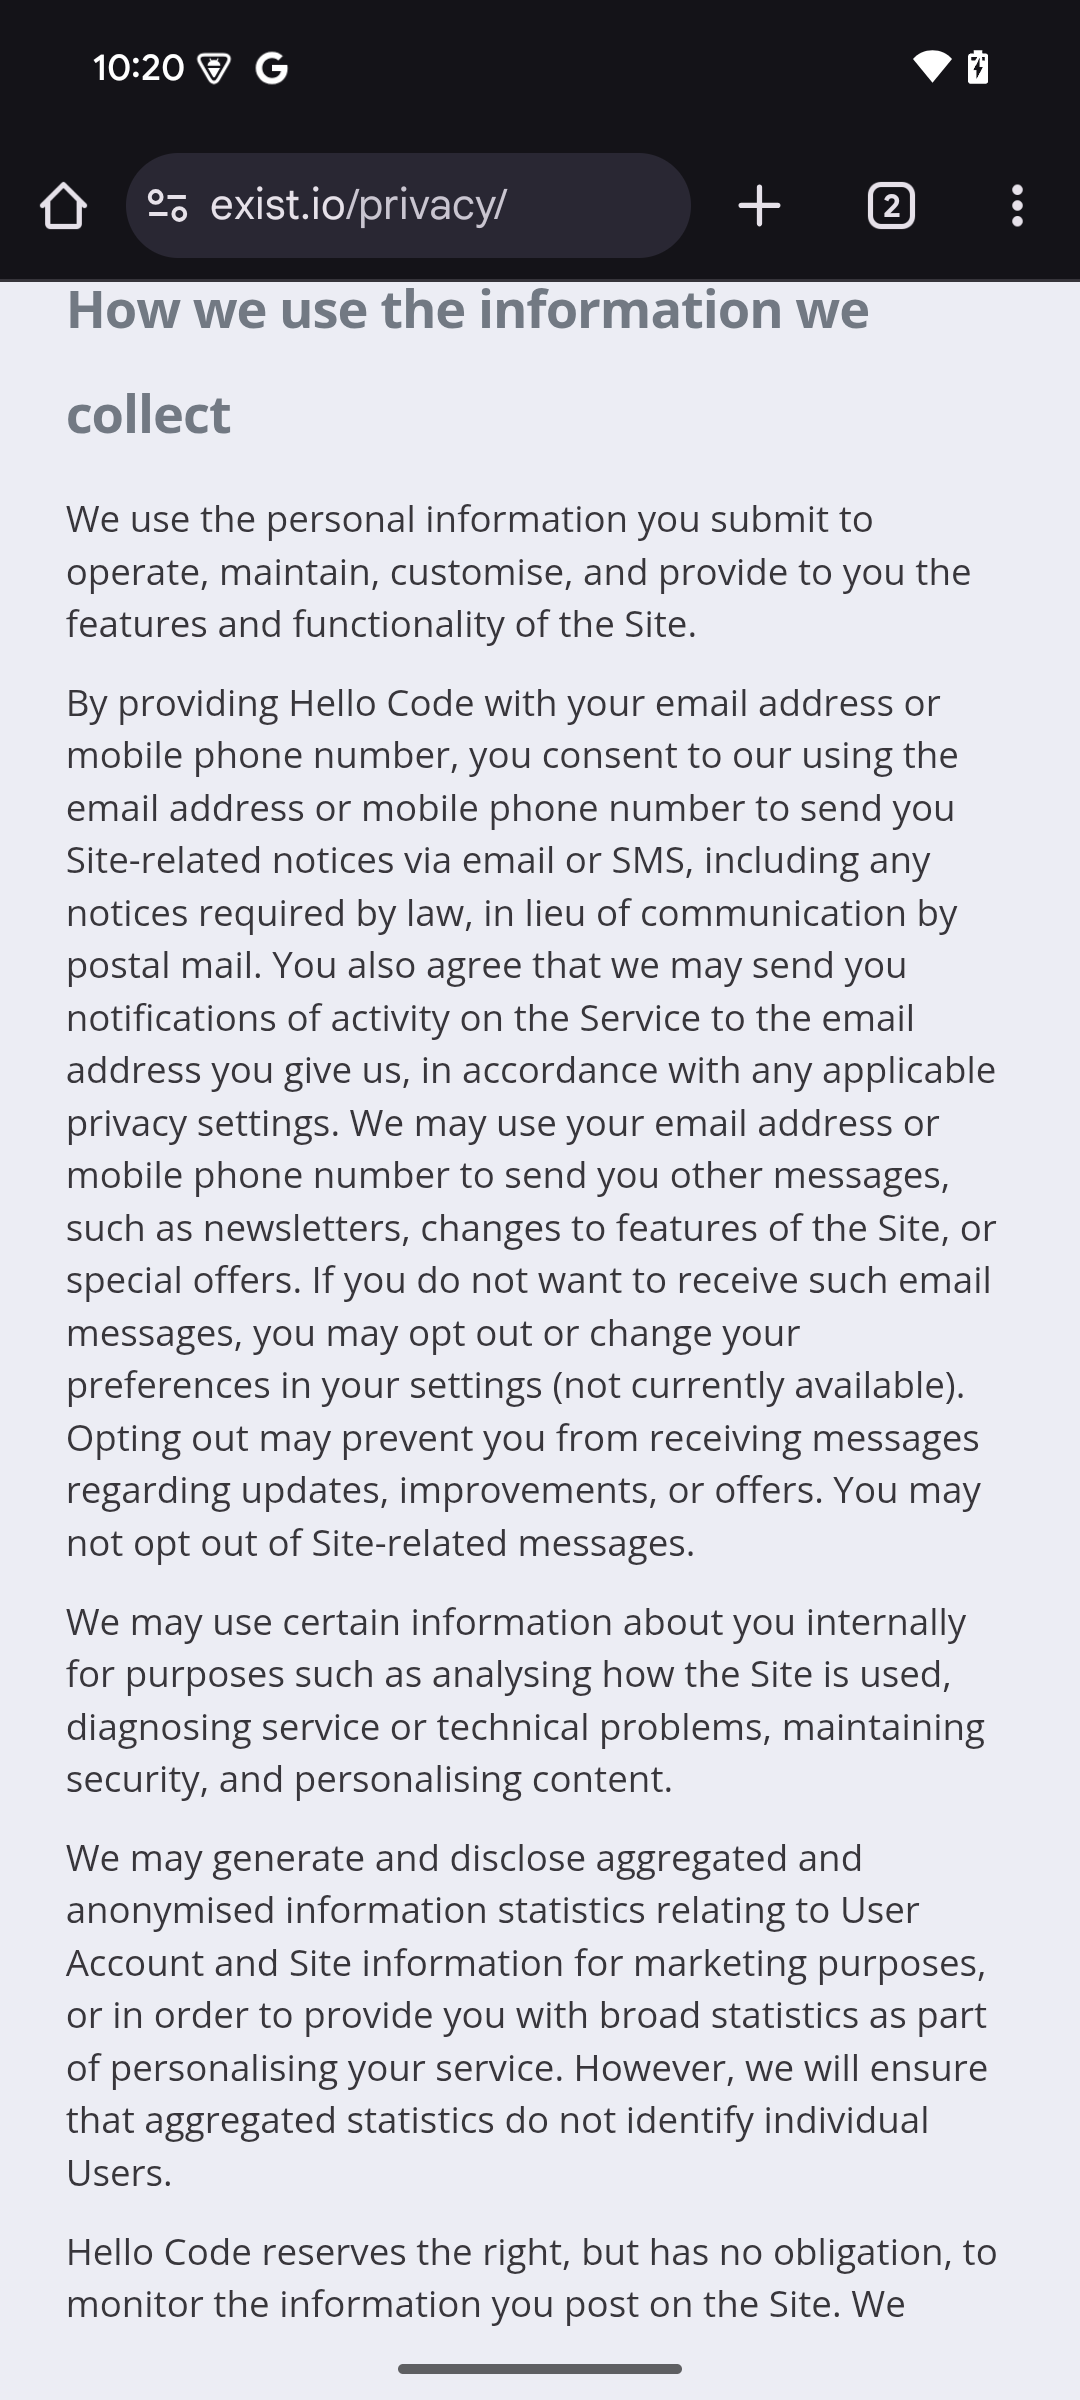 10:20
exist.io/privacy/
2
How we use the information we
collect
We use the personal information you submit to
operate, maintain, customise, and provide to you the
features and functionality of the Site.
By providing Hello Code with your email address or
mobile phone number, you consent to our using the
email address or mobile phone number to send you
Site-related notices via email or SMS, including any
notices required by law, in lieu of communication by
postal mail. You also agree that we may send you
notifications of activity on the Service to the email
address you give us, in accordance with any applicable
privacy settings. We may use your email address or
mobile phone number to send you other messages,
such as newsletters, changes to features of the Site, or
special offers. If you do not want to receive such email
messages, you may opt out or change your
preferences in your settings (not currently available).
Opting out may prevent you from receiving messages
regarding updates, improvements, or offers. You may
not opt out of Site-related messages.
We may use certain information about you internally
for purposes such as analysing how the Site is used,
diagnosing service or technical problems, maintaining
security, and personalising content.
We may generate and disclose aggregated and
anonymised information statistics relating to User
Account and Site information for marketing purposes,
or in order to provide you with broad statistics as part
of personalising your service. However, we will ensure
that aggregated statistics do not identify individual
Users.
Hello Code reserves the right, but has no obligation, to
monitor the information you post on the Site. We